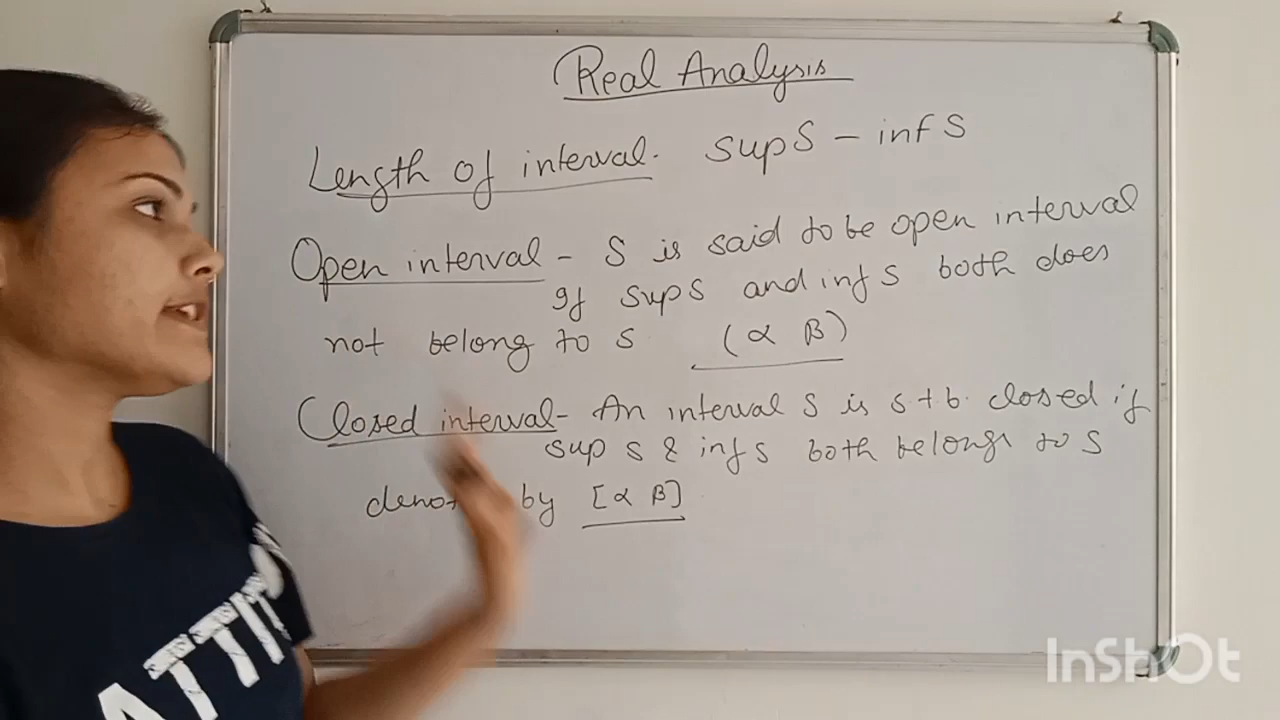 Real Analysis
Length of interval. sup S - inf S
Open interval - S is said to be open interval
If sup s and inf s both does
not belong to s (α β)
Closed interval - An interval S is s t b. closed if
sup s & inf s both belongs to S
by [α β]
ATTIT
InShOt